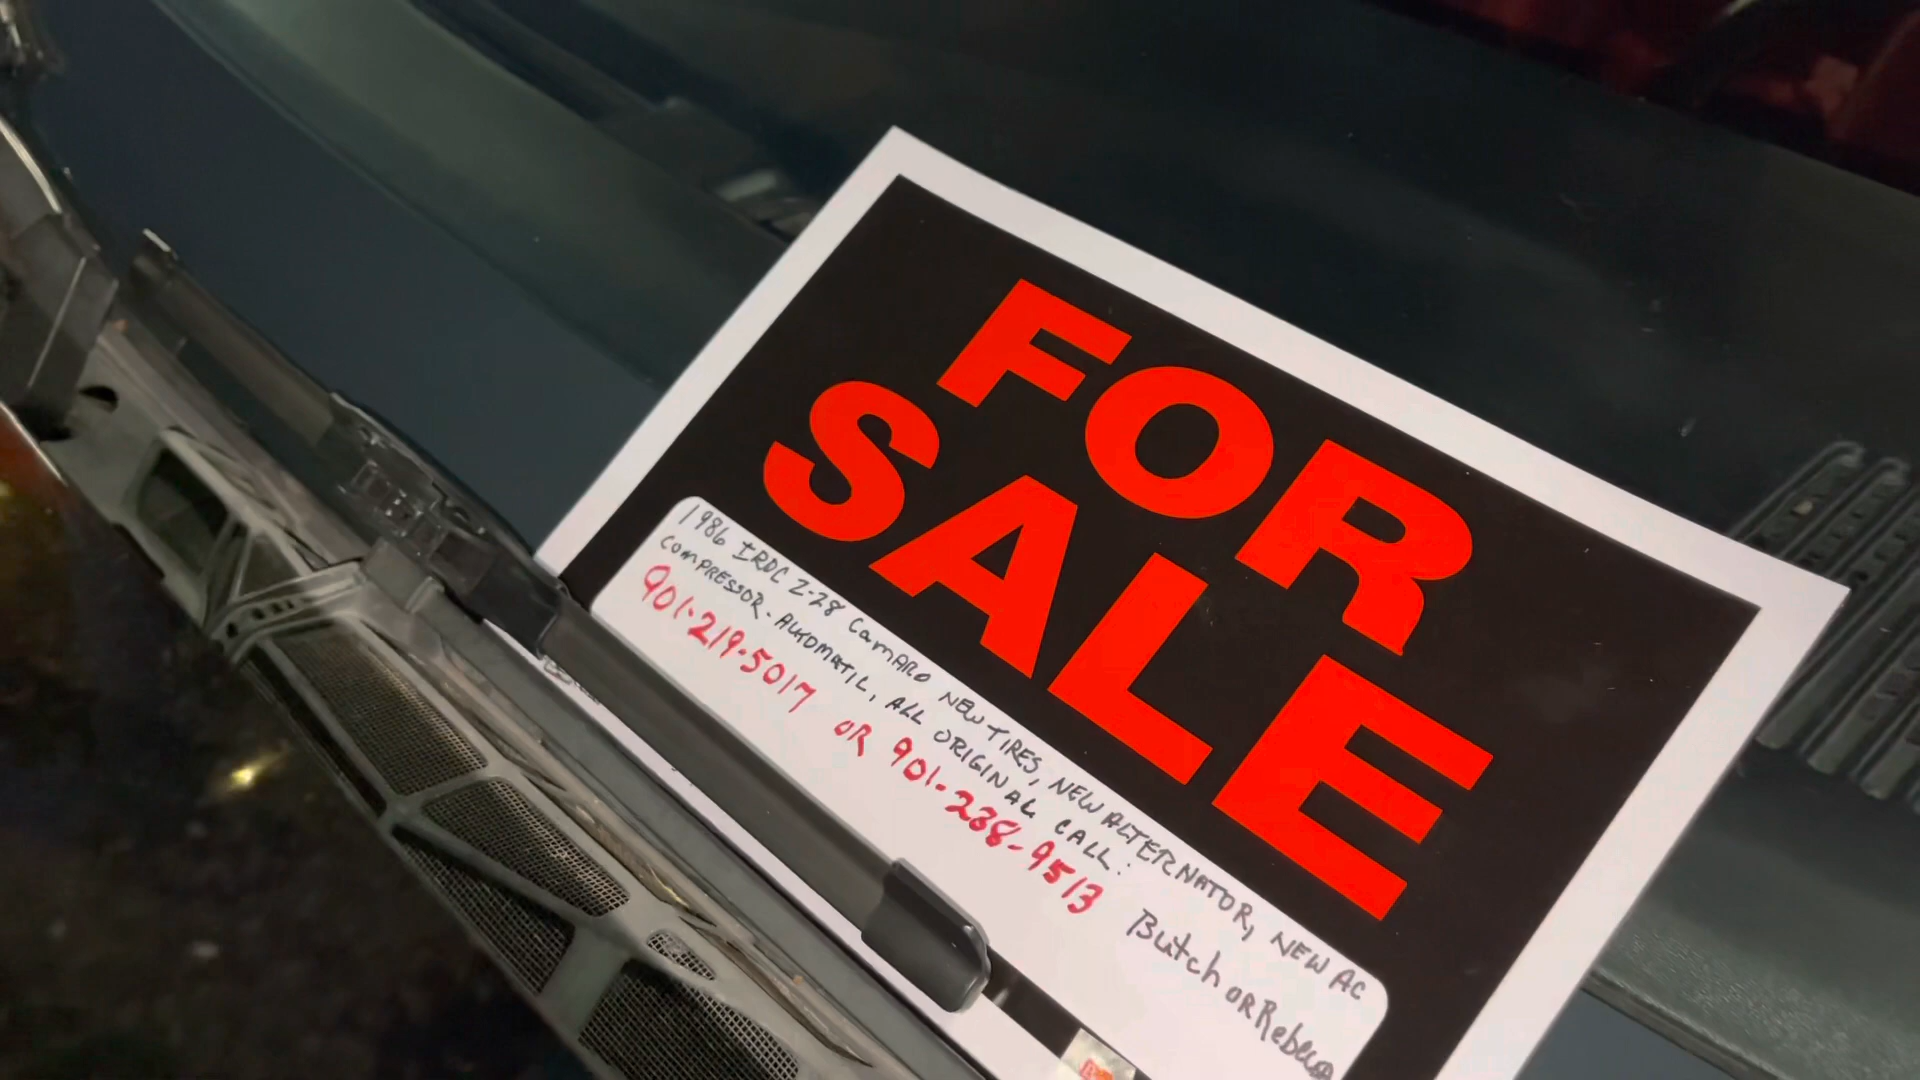 FOR
SALE
1986 IROC Z-28 CamARO NEW TIRES, NEW ALTERNATOR, NEW AC
COMPRESSOR. AUTOMATIC, ALL ORIGINAL CALL:
901-219-5017 OR 901-238-9513 Butch OR Rebecca